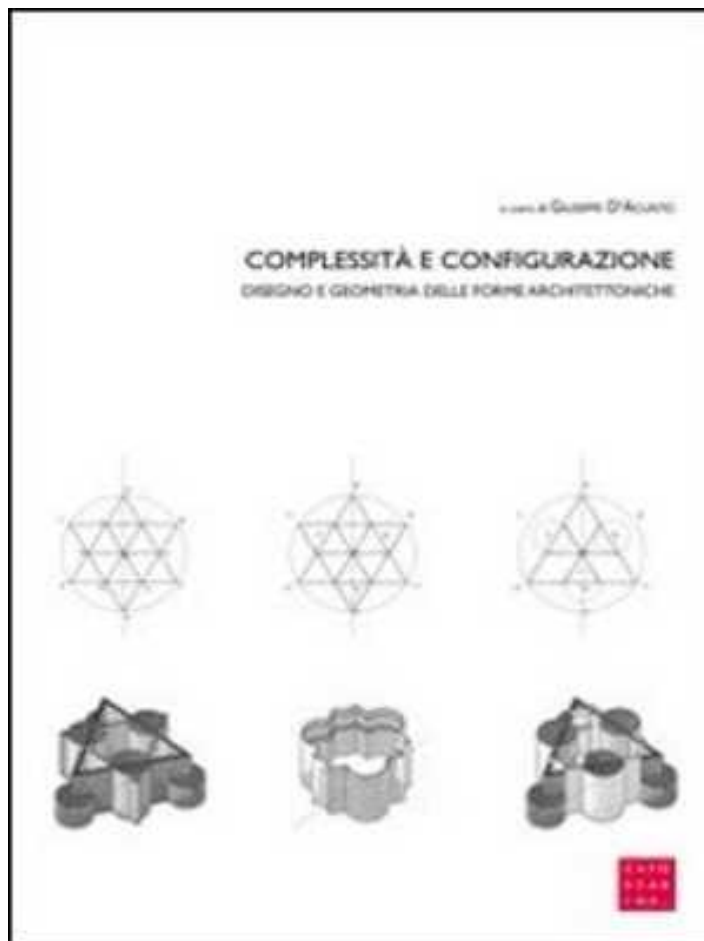 a cura di GIUSEPPE D'ACUNTO
COMPLESSITÀ E CONFIGURAZIONE
DISEGNO E GEOMETRIA DELLE FORME ARCHITETTONICHE